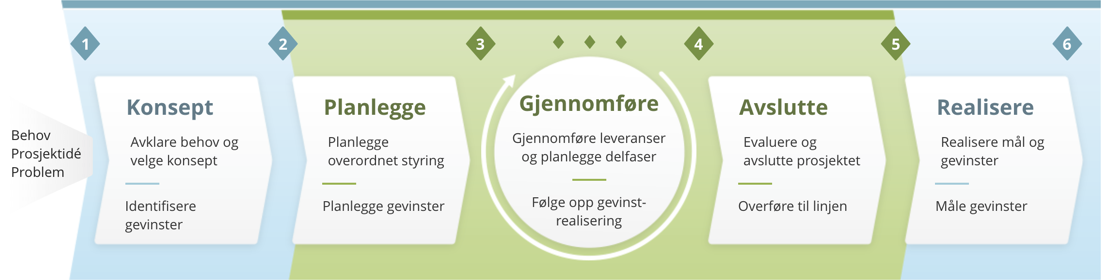 1
2
3
4
5
6
Behov
Prosjektidé
Problem
Konsept
Avklare behov og
velge konsept
Identifisere
gevinster
Planlegge
Planlegge
overordnet styring
Planlegge gevinster
Gjennomføre
Gjennomføre leveranser
og planlegge delfaser
Følge opp gevinst-
realisering
Avslutte
Evaluere og
avslutte prosjektet
Overføre til linjen
Realisere
Realisere mål og
gevinster
Måle gevinster